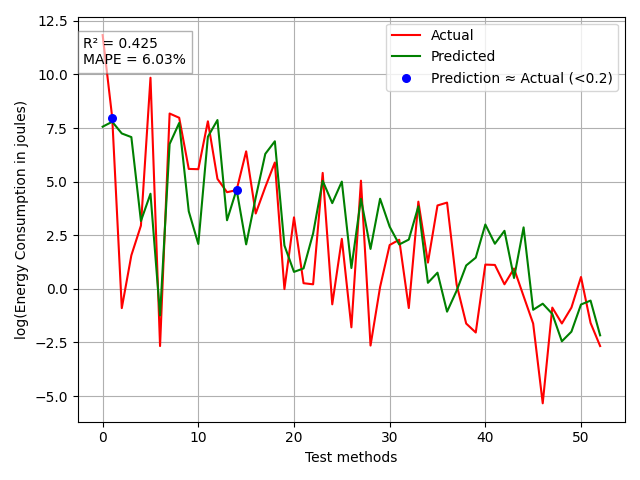 R² = 0.425
MAPE = 6.03%
Actual
Predicted
Prediction ≈ Actual (<0.2)
12.5
10.0
7.5
5.0
2.5
0.0
−2.5
−5.0
log(Energy Consumption in joules)
0 10 20 30 40 50
Test methods